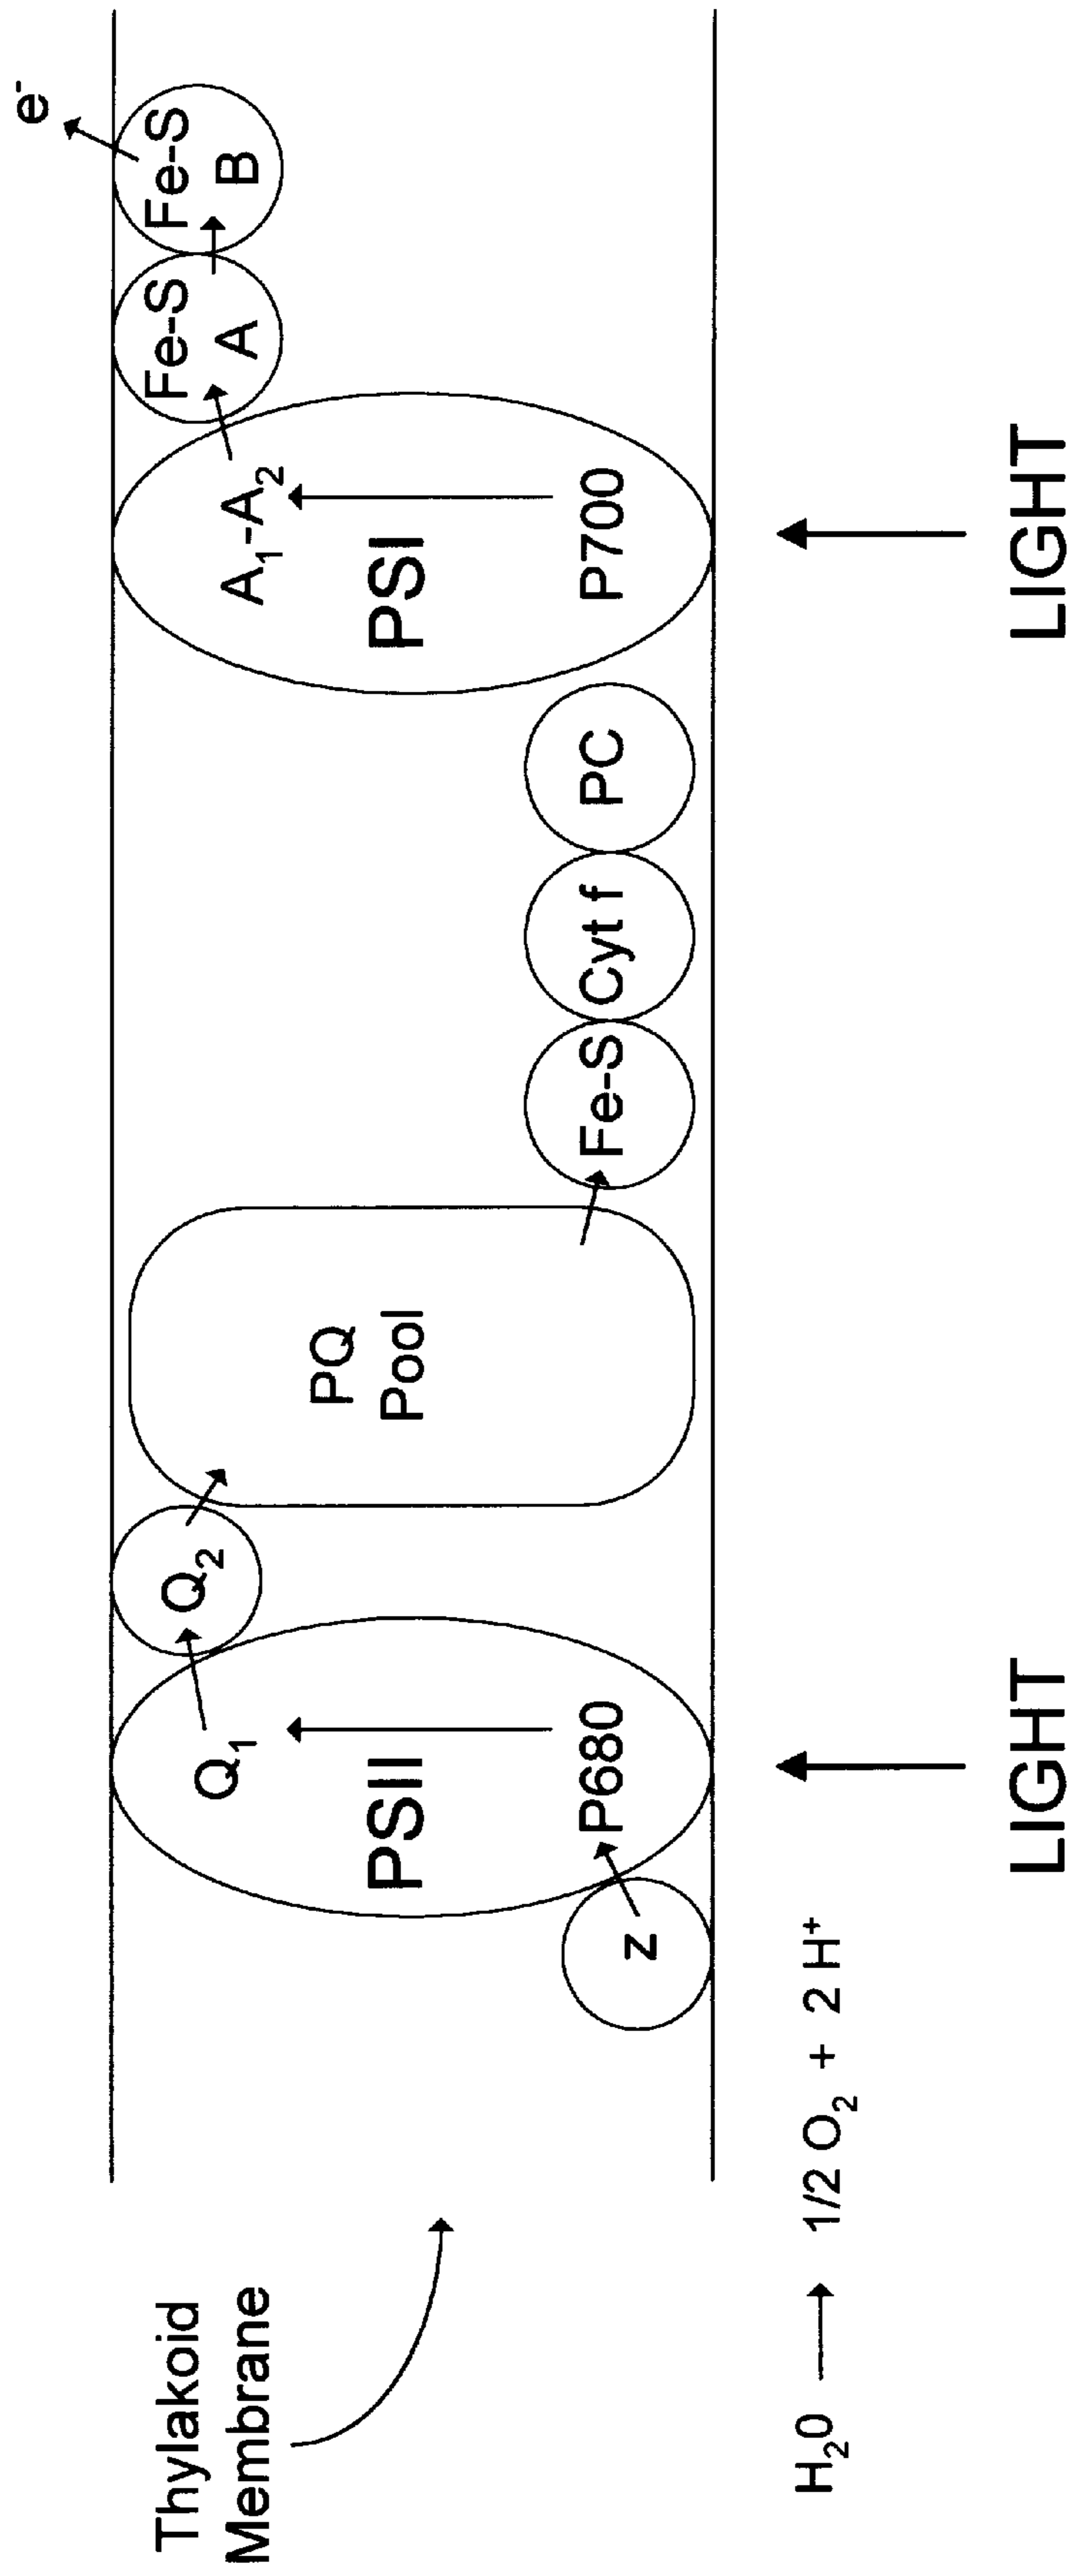 Thylakoid
Membrane
H₂0 → 1/2 O₂ + 2 H⁺
z
P680
PSII
Q₁
Q₂
PQ
Pool
Fe-S
Cyt f
PC
P700
PSI
A₁-A₂
Fe-S
A
Fe-S
B
e⁻
LIGHT
LIGHT